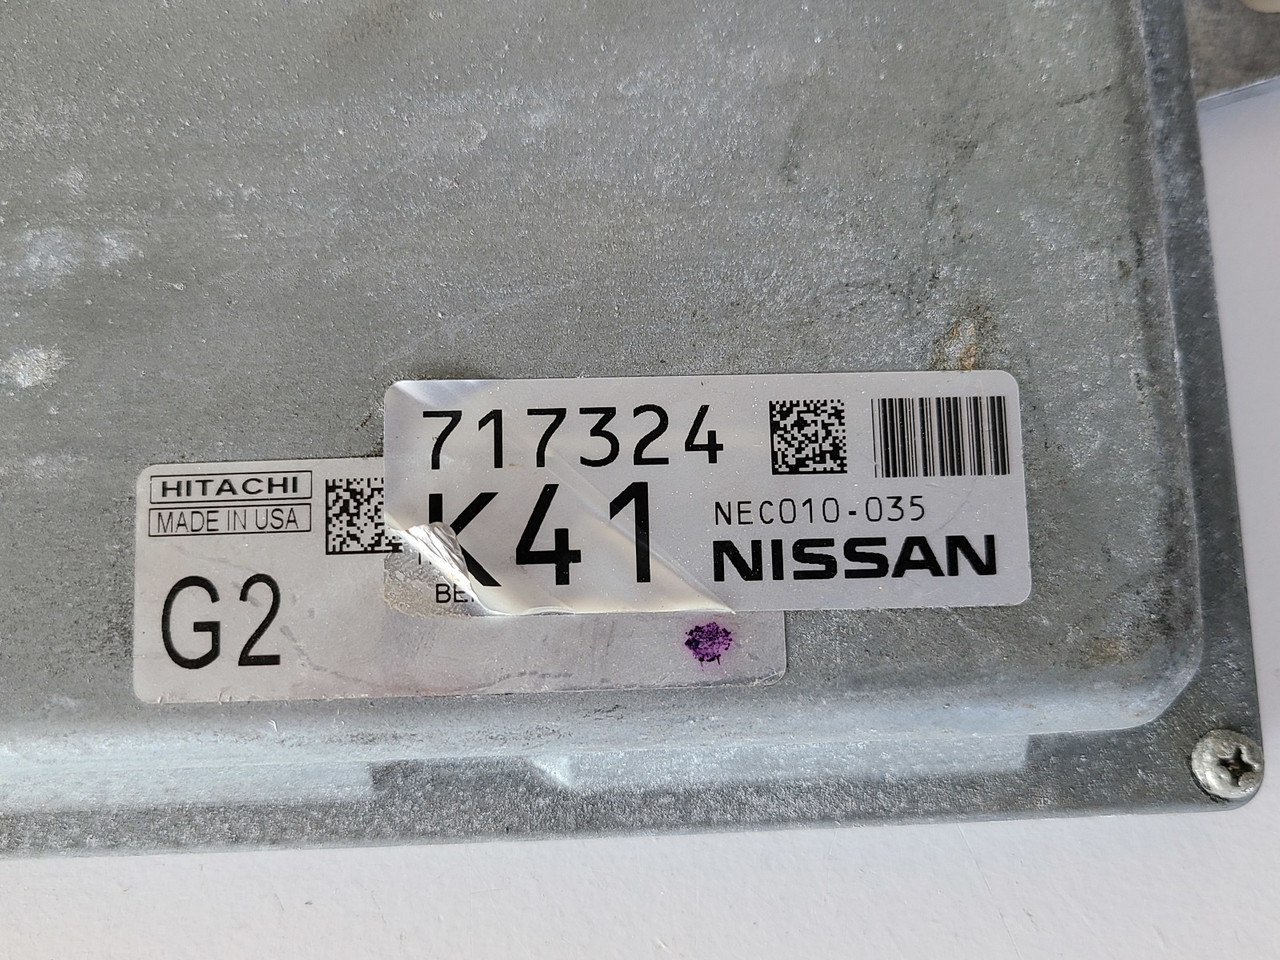 717324
K41
NEC010-035
NISSAN
HITACHI
MADE IN USA
G2